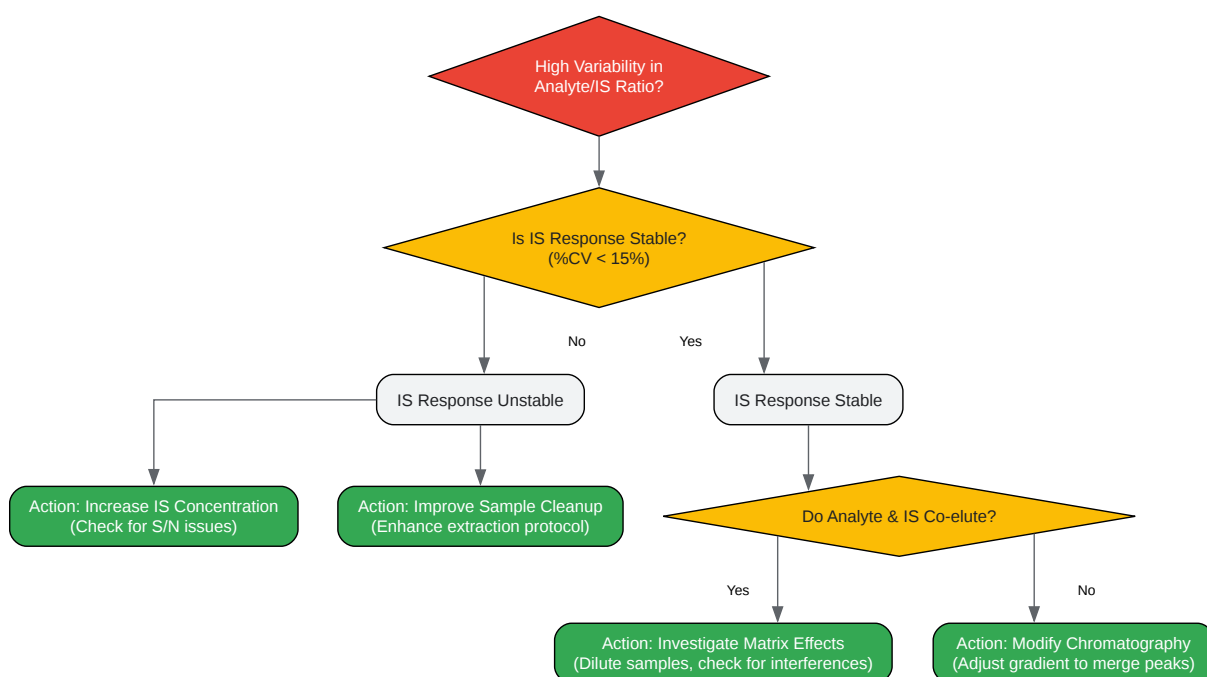 High Variability in
Analyte/IS Ratio?
Is IS Response Stable?
(%CV < 15%)
No
Yes
IS Response Unstable
IS Response Stable
Action: Increase IS Concentration
(Check for S/N issues)
Action: Improve Sample Cleanup
(Enhance extraction protocol)
Do Analyte & IS Co-elute?
Yes
No
Action: Investigate Matrix Effects
(Dilute samples, check for interferences)
Action: Modify Chromatography
(Adjust gradient to merge peaks)